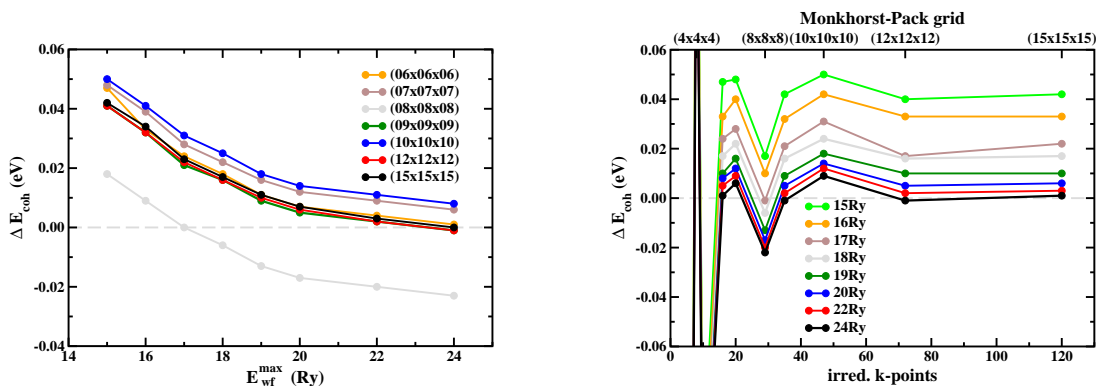 0.06
0.04
0.02
0.00
-0.02
-0.04
Δ E_coh (eV)
14 16 18 20 22 24
E_wf^max (Ry)
(06x06x06)
(07x07x07)
(08x08x08)
(09x09x09)
(10x10x10)
(12x12x12)
(15x15x15)
Monkhorst-Pack grid
(4x4x4) (8x8x8) (10x10x10) (12x12x12) (15x15x15)
0.06
0.04
0.02
0.00
-0.02
-0.04
-0.06
Δ E_coh (eV)
15Ry
16Ry
17Ry
18Ry
19Ry
20Ry
22Ry
24Ry
0 20 40 60 80 100 120
irred. k-points